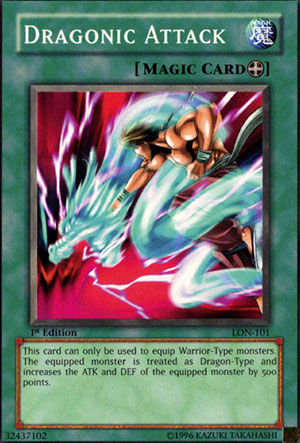 DRAGONIC ATTACK
MAGIC
魔
[MAGIC CARD]
1st Edition
LON-101
This card can only be used to equip Warrior-Type monsters.
The equipped monster is treated as Dragon-Type and
increases the ATK and DEF of the equipped monster by 500
points.
32437102
©1996 KAZUKI TAKAHASHI